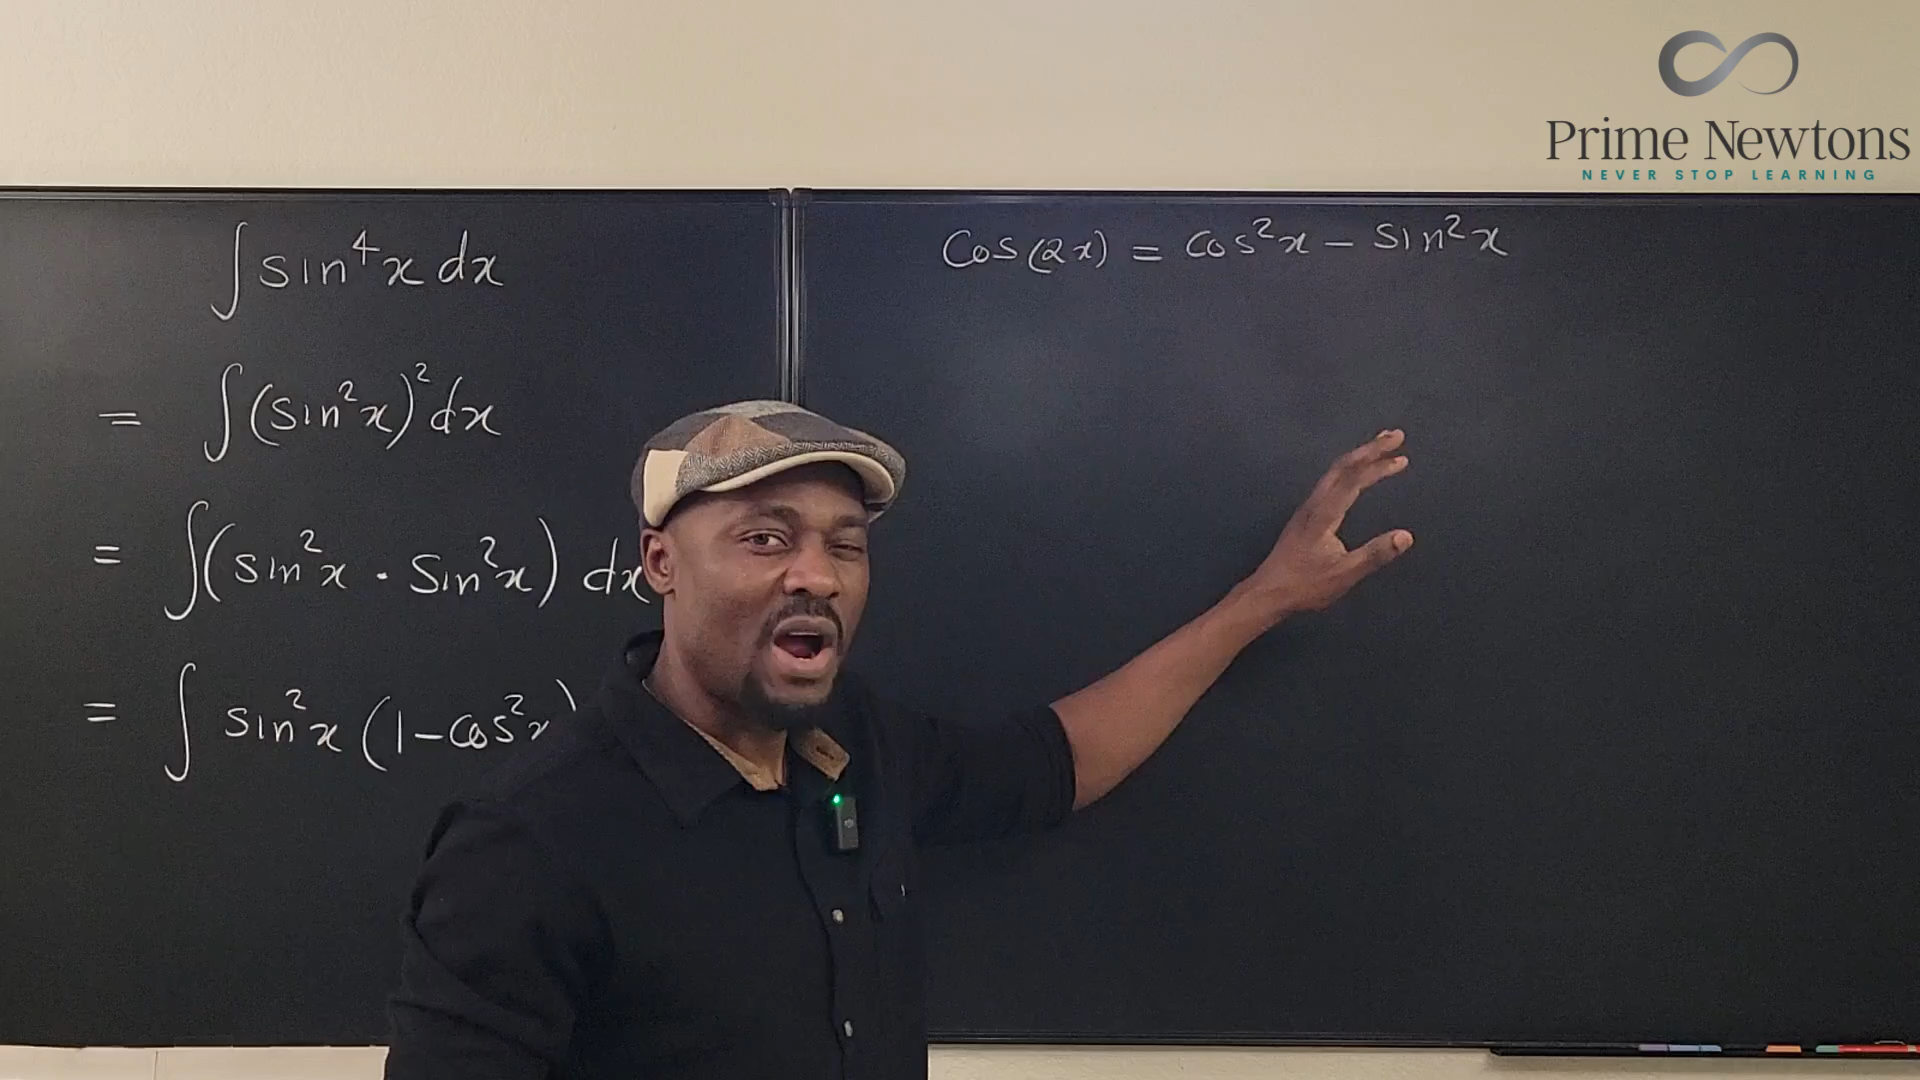 Prime Newtons
NEVER STOP LEARNING
∫ sin⁴x dx
= ∫ (sin²x)² dx
= ∫ (sin²x · sin²x) dx
= ∫ sin²x (1-cos²x)
Cos(2x) = cos²x - sin²x